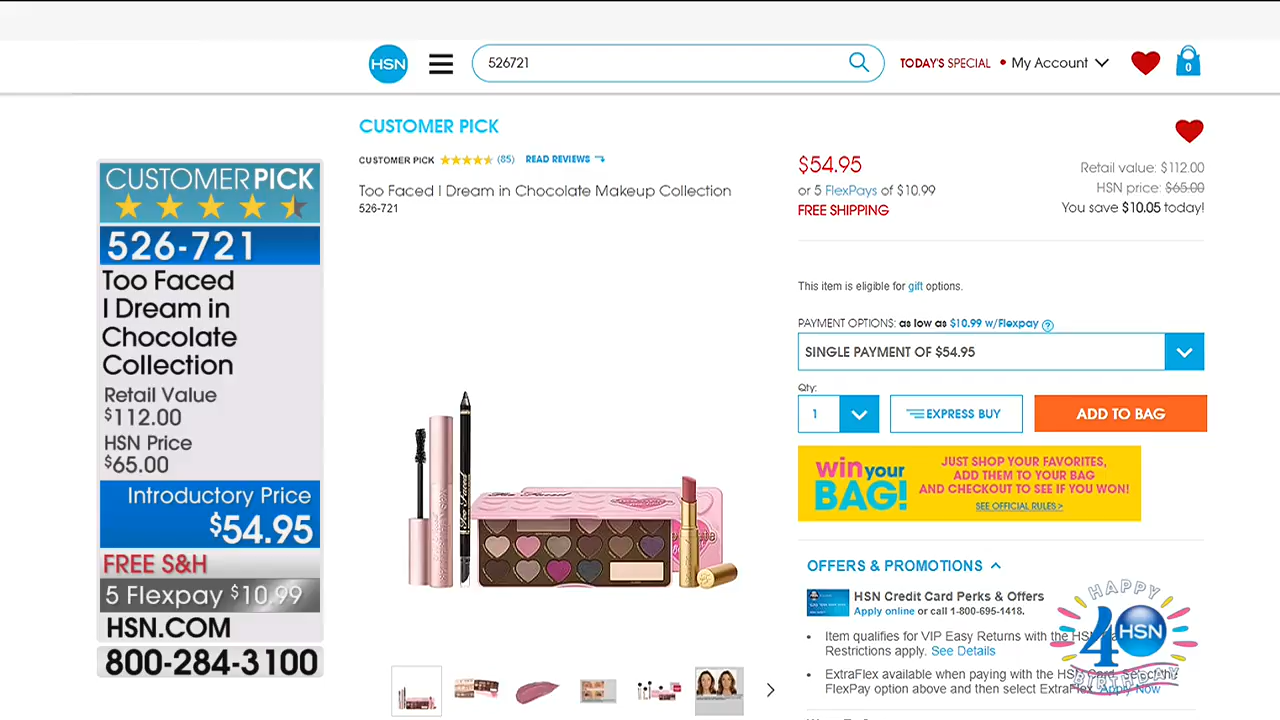 HSN
526721
TODAY'S SPECIAL • My Account
0
CUSTOMER PICK
CUSTOMER PICK (85) READ REVIEWS
Too Faced I Dream in Chocolate Makeup Collection
526-721
$54.95
or 5 FlexPays of $10.99
FREE SHIPPING
Retail value: $112.00
HSN price: $65.00
You save $10.05 today!
This item is eligible for gift options.
PAYMENT OPTIONS: as low as $10.99 w/Flexpay ?
SINGLE PAYMENT OF $54.95
Qty:
1
EXPRESS BUY
ADD TO BAG
win your
BAG!
JUST SHOP YOUR FAVORITES,
ADD THEM TO YOUR BAG
AND CHECKOUT TO SEE IF YOU WON!
SEE OFFICIAL RULES >
OFFERS & PROMOTIONS
HSN Credit Card Perks & Offers
Apply online or call 1-800-695-1418.
• Item qualifies for VIP Easy Returns with the HSN
Restrictions apply. See Details
• ExtraFlex available when paying with the HSN Card.
FlexPay option above and then select ExtraFlex. Apply Now
CUSTOMER PICK
526-721
Too Faced
I Dream in
Chocolate
Collection
Retail Value
$112.00
HSN Price
$65.00
Introductory Price
$54.95
FREE S&H
5 Flexpay $10.99
HSN.COM
800-284-3100
HAPPY
40
HSN
BIRTHDAY